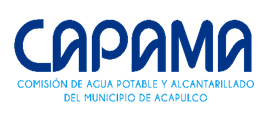 CAPAMA
COMISIÓN DE AGUA POTABLE Y ALCANTARILLADO
DEL MUNICIPIO DE ACAPULCO